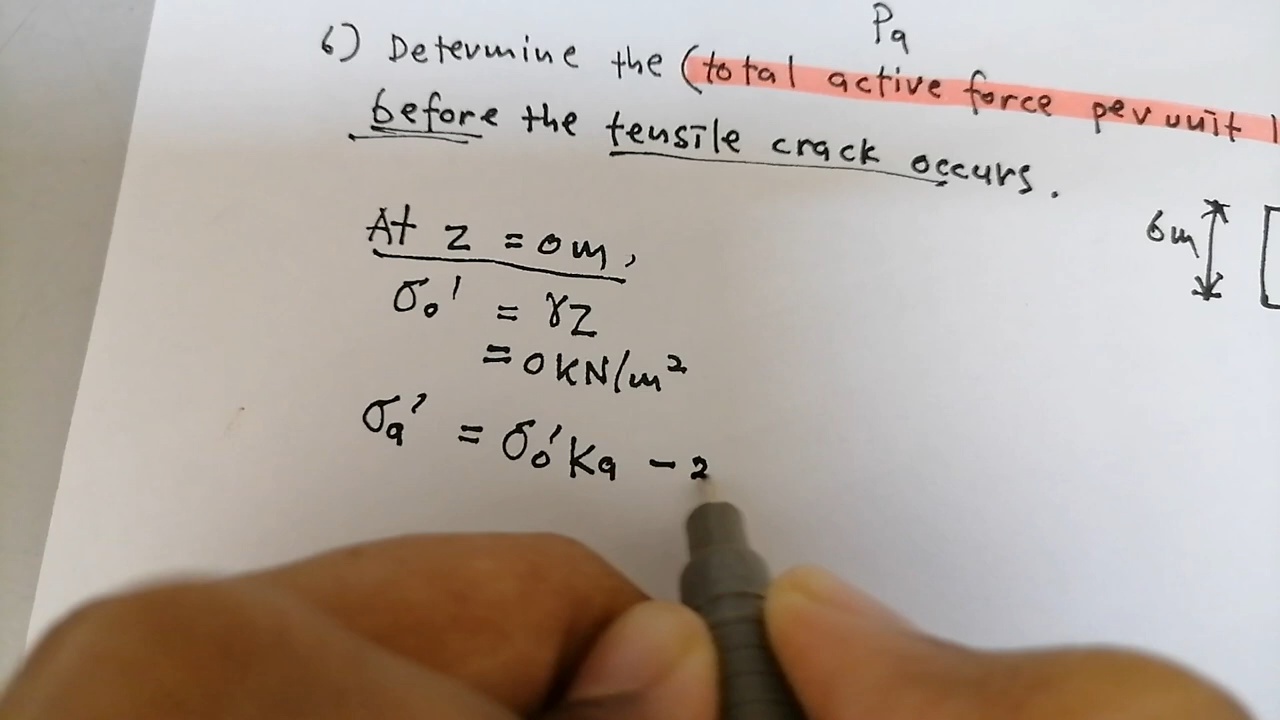 Pa
6) Determine the (total active force per unit l
before the tensile crack occurs.
At z = 0m,
σo' = γz
= 0 kN/m²
σa' = σo'Ka - 2
6m